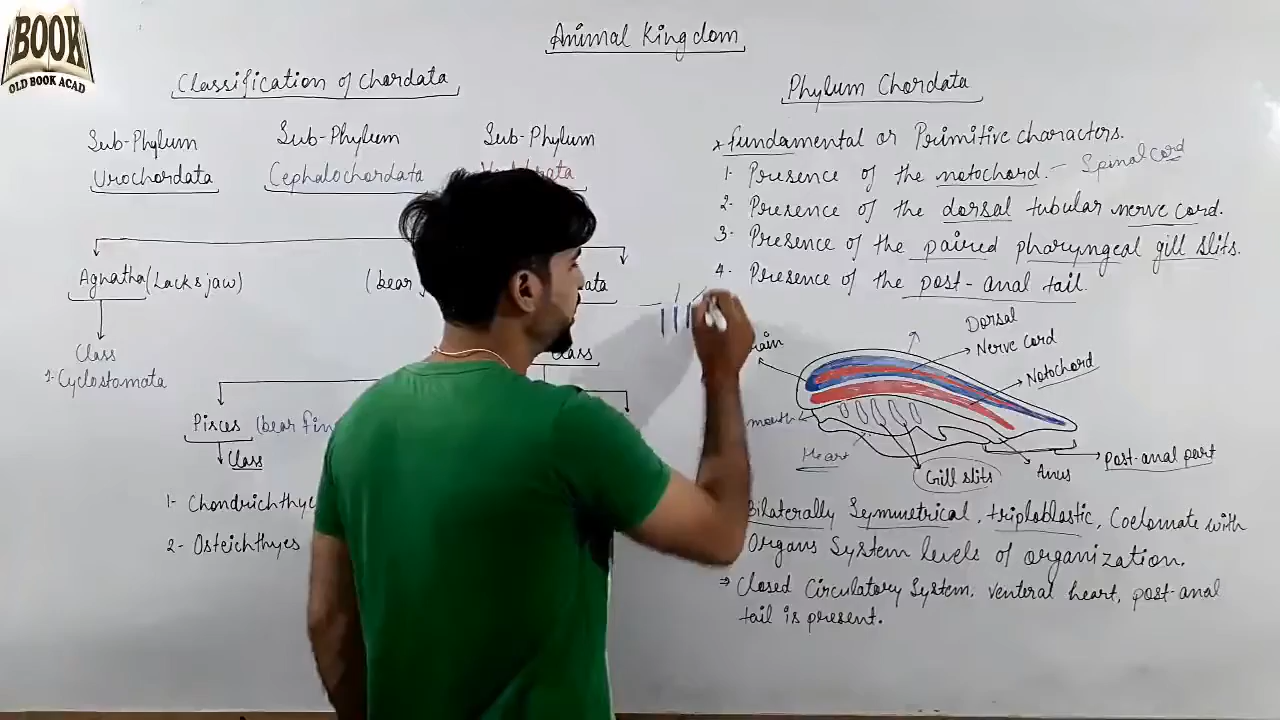 BOOK
OLD BOOK ACAD
Animal Kingdom
Classification of Chordata
Sub-Phylum Urochordata
Sub-Phylum Cephalochordata
Sub-Phylum
Agnatha (Lacks jaw)
(bear
Class
1- Cyclostomata
Class
Pisces (bear fin
Class
1- Chondrichthye
2- Osteichthyes
Phylum Chordata
* Fundamental or Primitive characters.
1- Presence of the notochord. - Spinal cord
2- Presence of the dorsal tubular nerve cord.
3- Presence of the paired pharyngeal gill slits.
4- Presence of the post-anal tail.
Dorsal
Nerve cord
Notochord
mouth
Heart
Gill slits
Anus
Post-anal part
Bilaterally Symmetrical, triploblastic, Coelomate with
Organs System levels of organization.
⇒ Closed Circulatory System. venteral heart, post-anal
tail is present.